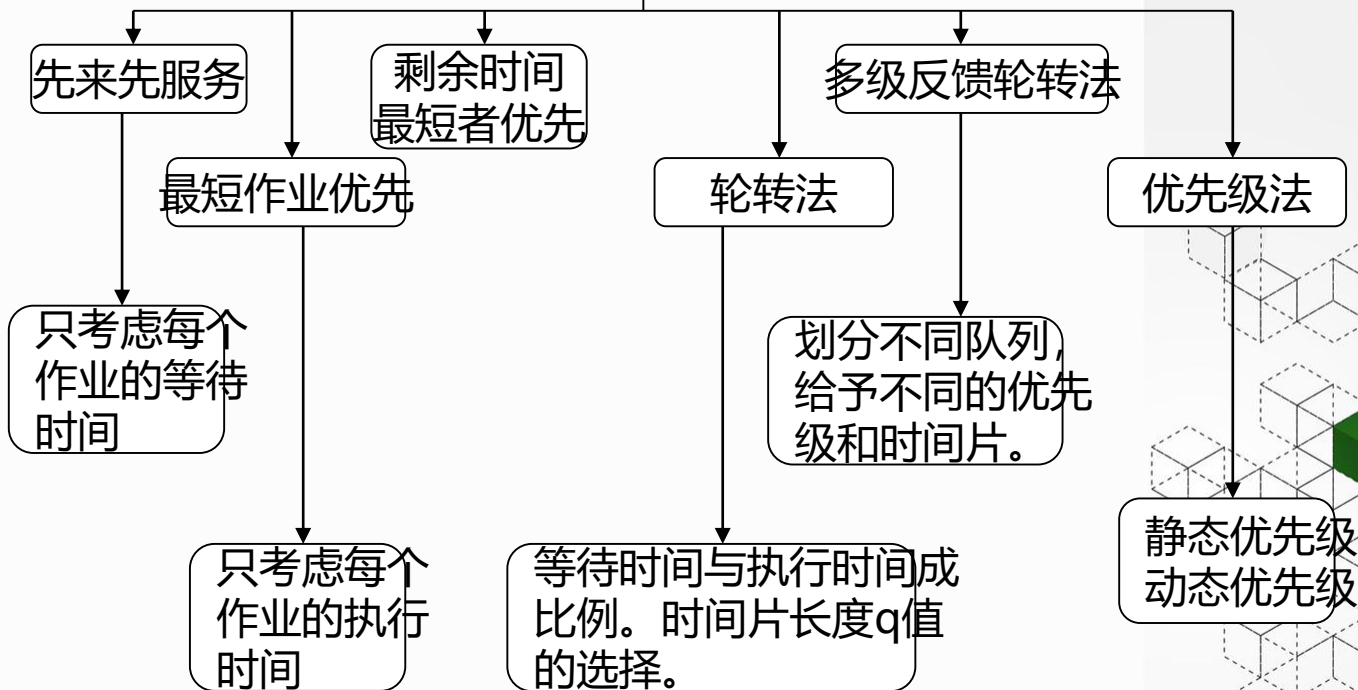 先来先服务
剩余时间
最短者优先
多级反馈轮转法
最短作业优先
轮转法
优先级法
只考虑每个
作业的等待
时间
划分不同队列,
给予不同的优先
级和时间片。
静态优先级
动态优先级
只考虑每个
作业的执行
时间
等待时间与执行时间成
比例。时间片长度q值
的选择。